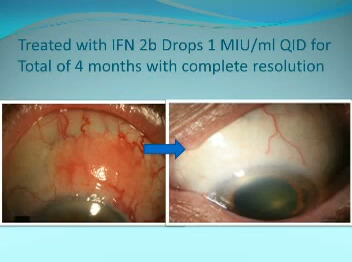 Treated with IFN 2b Drops 1 MIU/ml QID for
Total of 4 months with complete resolution